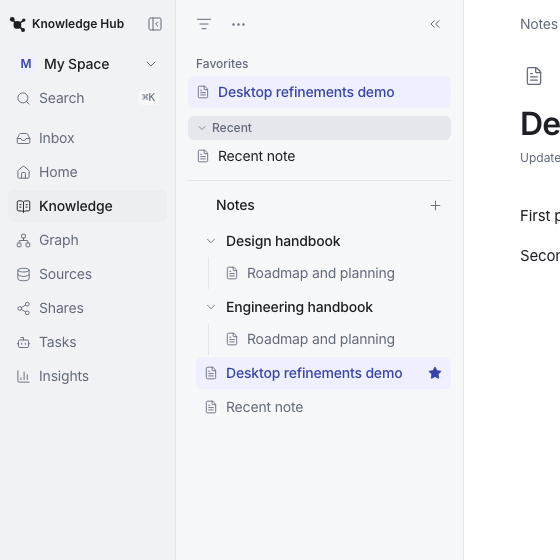 Knowledge Hub
M My Space
Search ⌘K
Inbox
Home
Knowledge
Graph
Sources
Shares
Tasks
Insights
Favorites
Desktop refinements demo
Recent
Recent note
Notes
Design handbook
Roadmap and planning
Engineering handbook
Roadmap and planning
Desktop refinements demo
Recent note
Notes
De
Update
First p
Secon